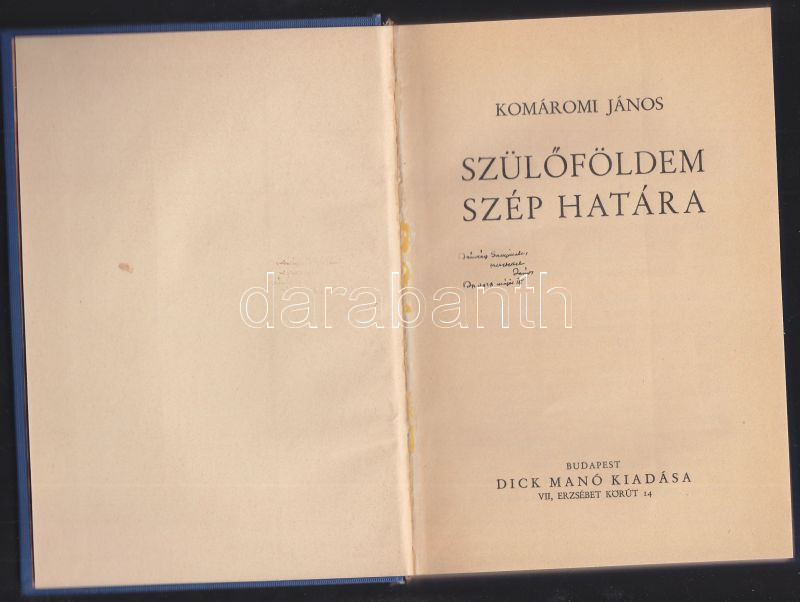 KOMÁROMI JÁNOS
SZÜLŐFÖLDEM
SZÉP HATÁRA
darabanth
BUDAPEST
DICK MANÓ KIADÁSA
VII, ERZSÉBET KÖRÚT 14